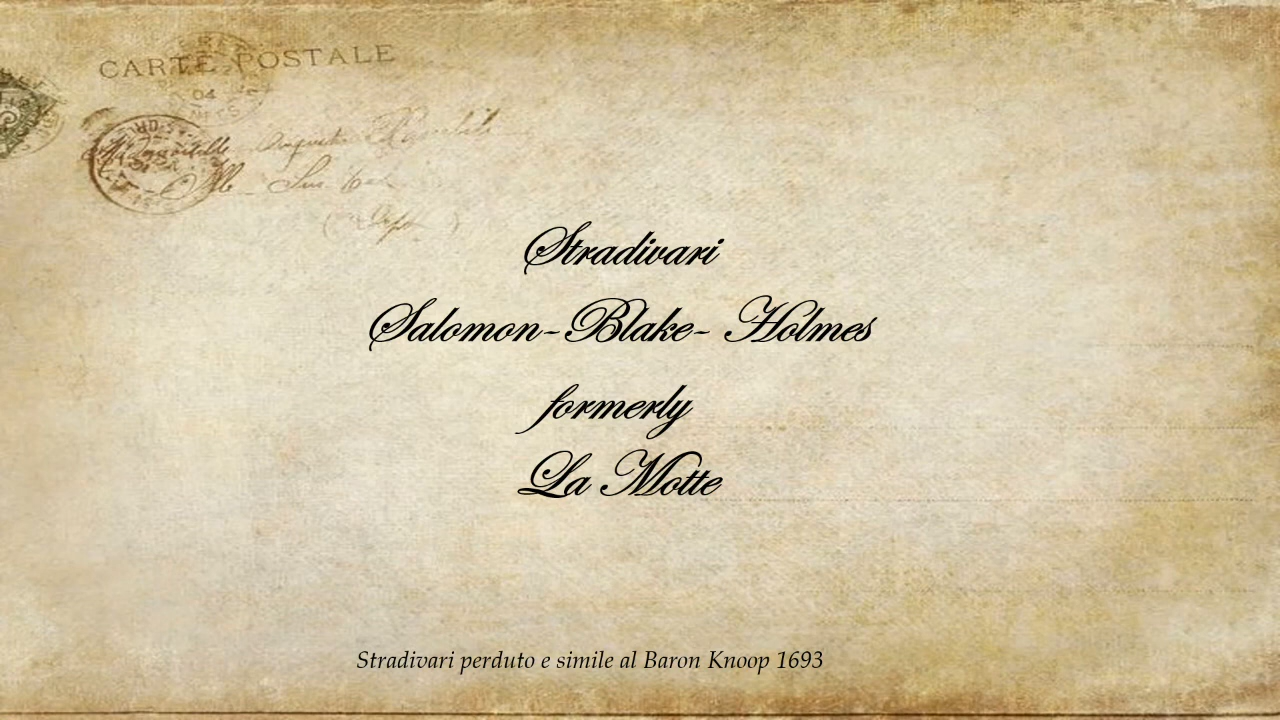 CARTE POSTALE
04
Stradivari
Salomon-Blake- Holmes
formerly
La Motte
Stradivari perduto e simile al Baron Knoop 1693